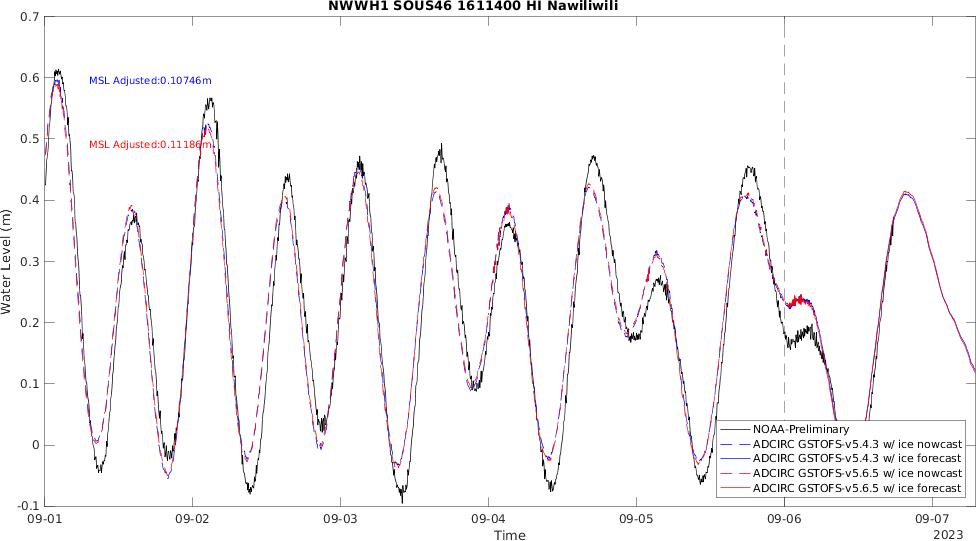 NWWH1 SOUS46 1611400 HI Nawiliwili
0.7
0.6
0.5
0.4
0.3
0.2
0.1
0
-0.1
Water Level (m)
MSL Adjusted:0.10746m
MSL Adjusted:0.11186m
NOAA-Preliminary
ADCIRC GSTOFS-v5.4.3 w/ ice nowcast
ADCIRC GSTOFS-v5.4.3 w/ ice forecast
ADCIRC GSTOFS-v5.6.5 w/ ice nowcast
ADCIRC GSTOFS-v5.6.5 w/ ice forecast
09-01 09-02 09-03 09-04 09-05 09-06 09-07
Time
2023